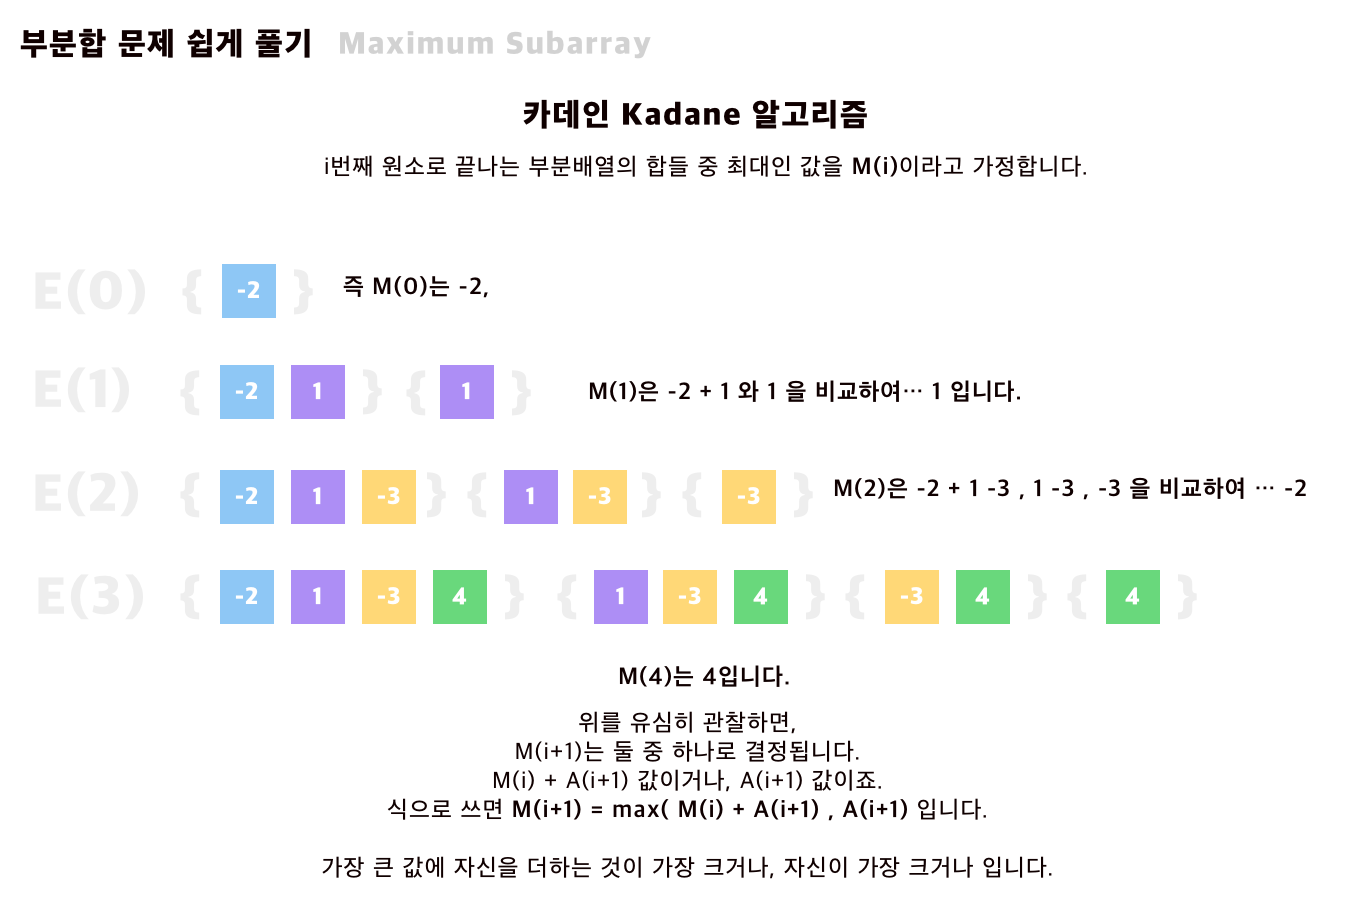 부분합 문제 쉽게 풀기 Maximum Subarray
카데인 Kadane 알고리즘
i번째 원소로 끝나는 부분배열의 합들 중 최대인 값을 M(i)이라고 가정합니다.
E(0) { -2 } 즉 M(0)는 -2,
E(1) { -2 1 } { 1 } M(1)은 -2 + 1 와 1 을 비교하여… 1 입니다.
E(2) { -2 1 -3 } { 1 -3 } { -3 } M(2)은 -2 + 1 -3 , 1 -3 , -3 을 비교하여 … -2
E(3) { -2 1 -3 4 } { 1 -3 4 } { -3 4 } { 4 }
M(4)는 4입니다.
위를 유심히 관찰하면,
M(i+1)는 둘 중 하나로 결정됩니다.
M(i) + A(i+1) 값이거나, A(i+1) 값이죠.
식으로 쓰면 M(i+1) = max( M(i) + A(i+1) , A(i+1) 입니다.
가장 큰 값에 자신을 더하는 것이 가장 크거나, 자신이 가장 크거나 입니다.